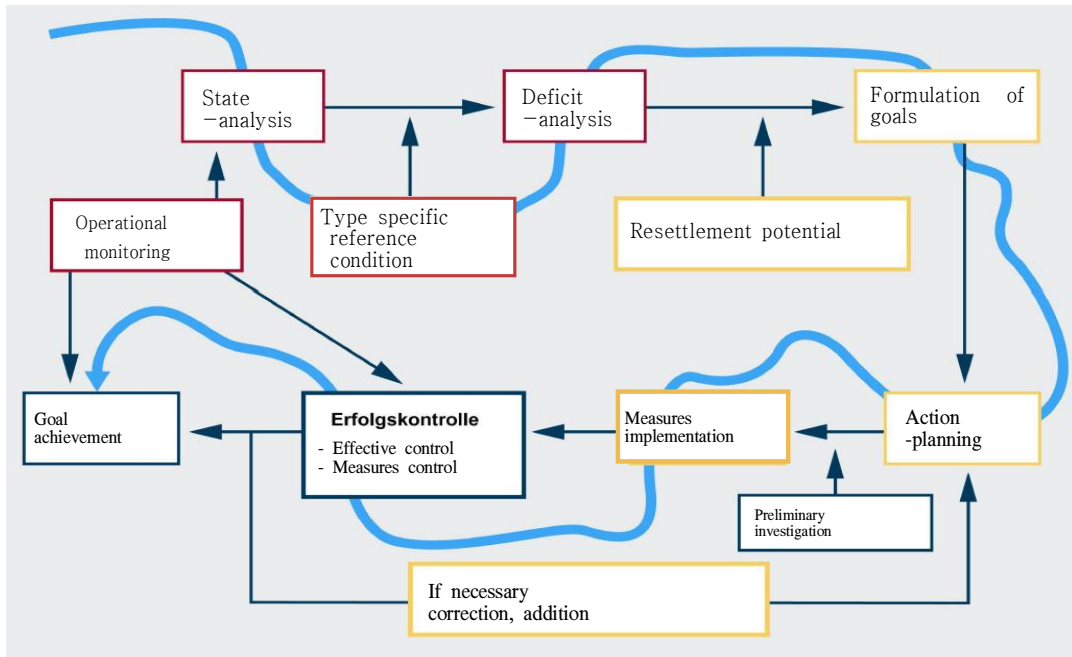 State
-analysis
Deficit
-analysis
Formulation of
goals
Operational
monitoring
Type specific
reference
condition
Resettlement potential
Goal
achievement
Erfolgskontrolle
- Effective control
- Measures control
Measures
implementation
Action
-planning
Preliminary
investigation
If necessary
correction, addition